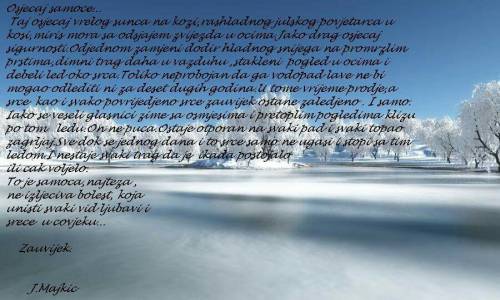 Osjecaj samoce...
Taj osjecaj vrelog sunca na kozi,rashladnog julskog povjetarca u
kosi,miris mora sa odsjajem zvijezda u ocima.Jako drag osjecaj
sigurnosti.Odjednom zamjeni dodir hladnog snijega na promrzlim
prstima,dimni trag daha u vazduhu ,stakleni pogled u ocima i
debeli led oko srca.Toliko neprobojan da ga vodopad lave ne bi
mogao odlediti ni za deset dugih godina.U tome vrijeme prodje,a
srce kao i svako povrijedjeno srce zauvijek ostane zaledjeno . I samo.
Iako se veseli glasnici zime sa osmjesima i pretoplim pogledima klizu
po tom ledu.On ne puca.Ostaje otporan na svaki pad i svaki topao
zagrljaj.Sve dok se jednog dana i to srce samo ne ugasi i stopi sa tim
ledom.I nestaje svaki trag da je ikada postojalo
ili cak voljelo.
To je samoca,najteza ,
ne izljeciva bolest, koja
unisti svaki vid ljubavi i
srece u covjeku...
Zauvijek.
J.Majkic